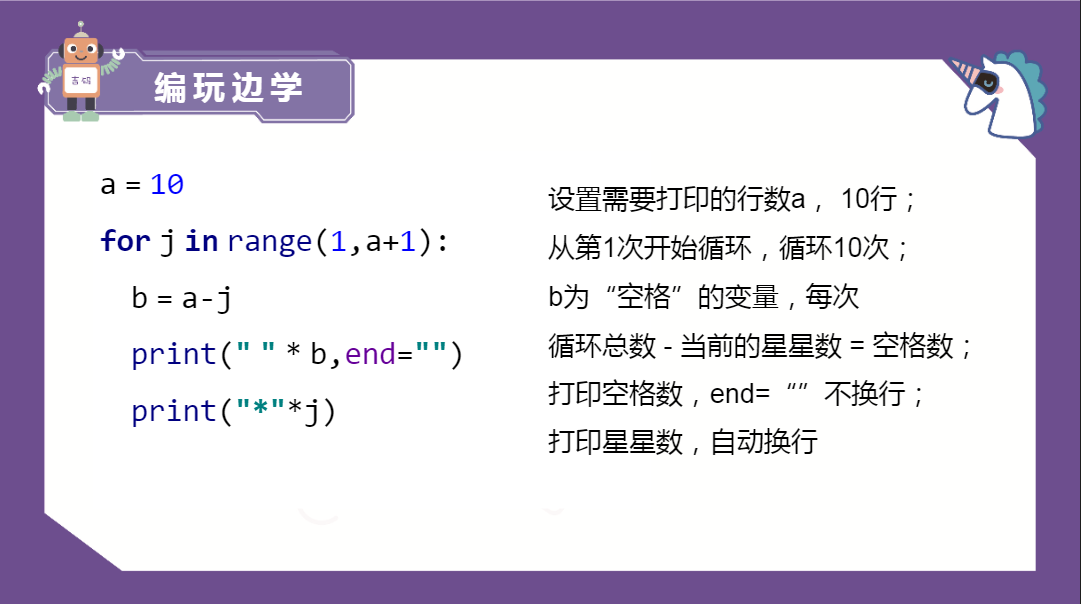 吉娟
编玩边学
a = 10
for j in range(1,a+1):
b = a-j
print(" " * b,end="")
print("*"*j)
设置需要打印的行数a， 10行；
从第1次开始循环，循环10次；
b为“空格”的变量，每次
循环总数 - 当前的星星数 = 空格数；
打印空格数，end=“”不换行；
打印星星数，自动换行